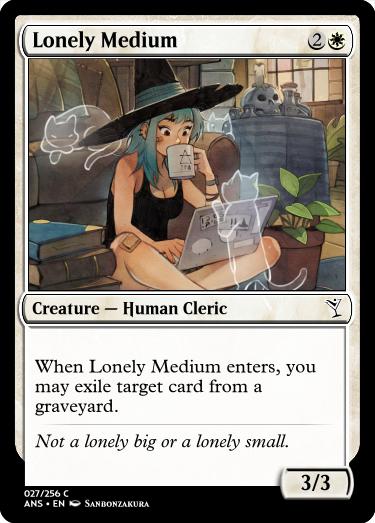 Lonely Medium 2
Creature — Human Cleric
When Lonely Medium enters, you
may exile target card from a
graveyard.
Not a lonely big or a lonely small.
3/3
027/256 C
ANS • EN SANBONZAKURA